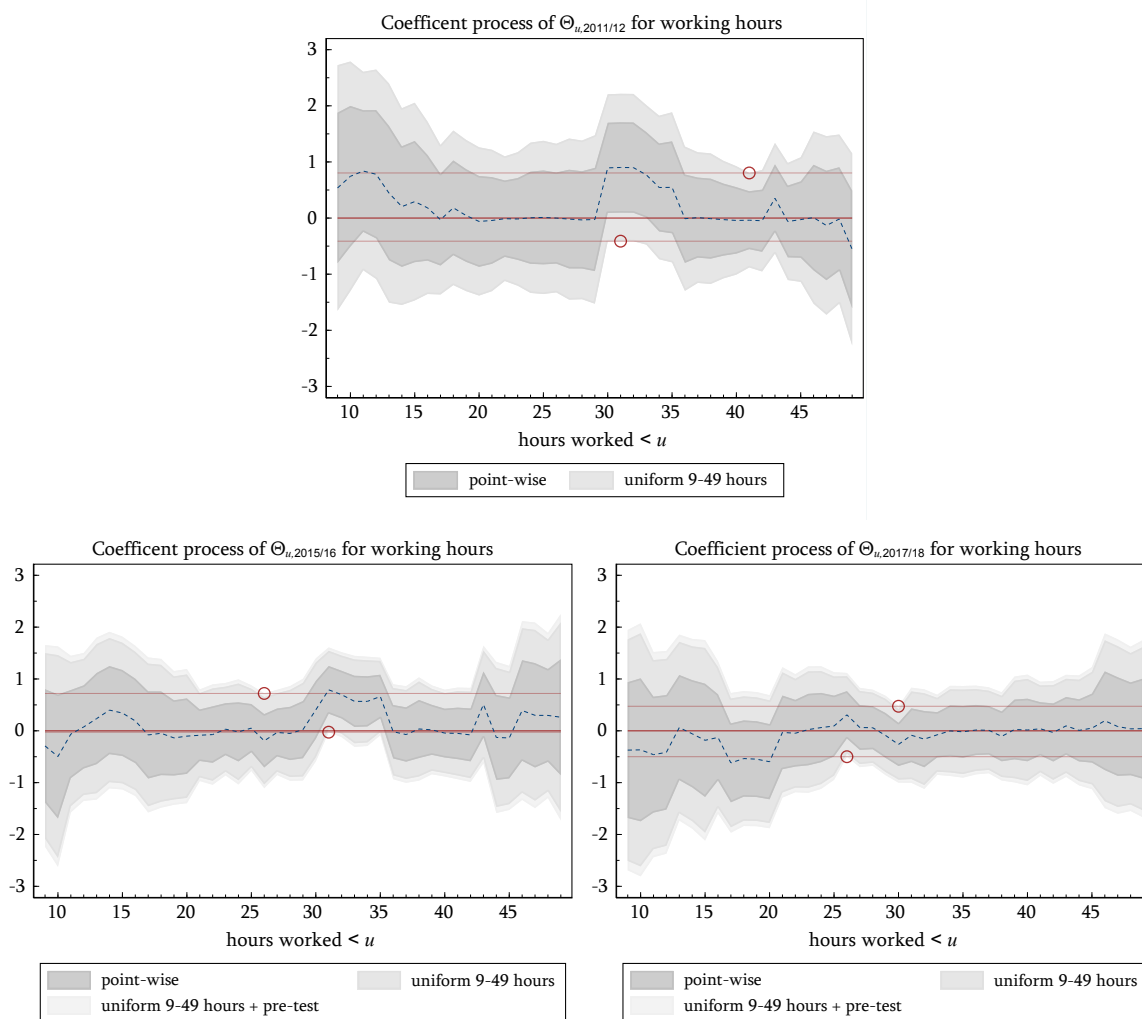 Coefficent process of Θu,2011/12 for working hours
3
2
1
0
-1
-2
-3
10 15 20 25 30 35 40 45
hours worked < u
point-wise uniform 9-49 hours
Coefficent process of Θu,2015/16 for working hours
3
2
1
0
-1
-2
-3
10 15 20 25 30 35 40 45
hours worked < u
point-wise uniform 9-49 hours
uniform 9-49 hours + pre-test
Coefficient process of Θu,2017/18 for working hours
3
2
1
0
-1
-2
-3
10 15 20 25 30 35 40 45
hours worked < u
point-wise uniform 9-49 hours
uniform 9-49 hours + pre-test